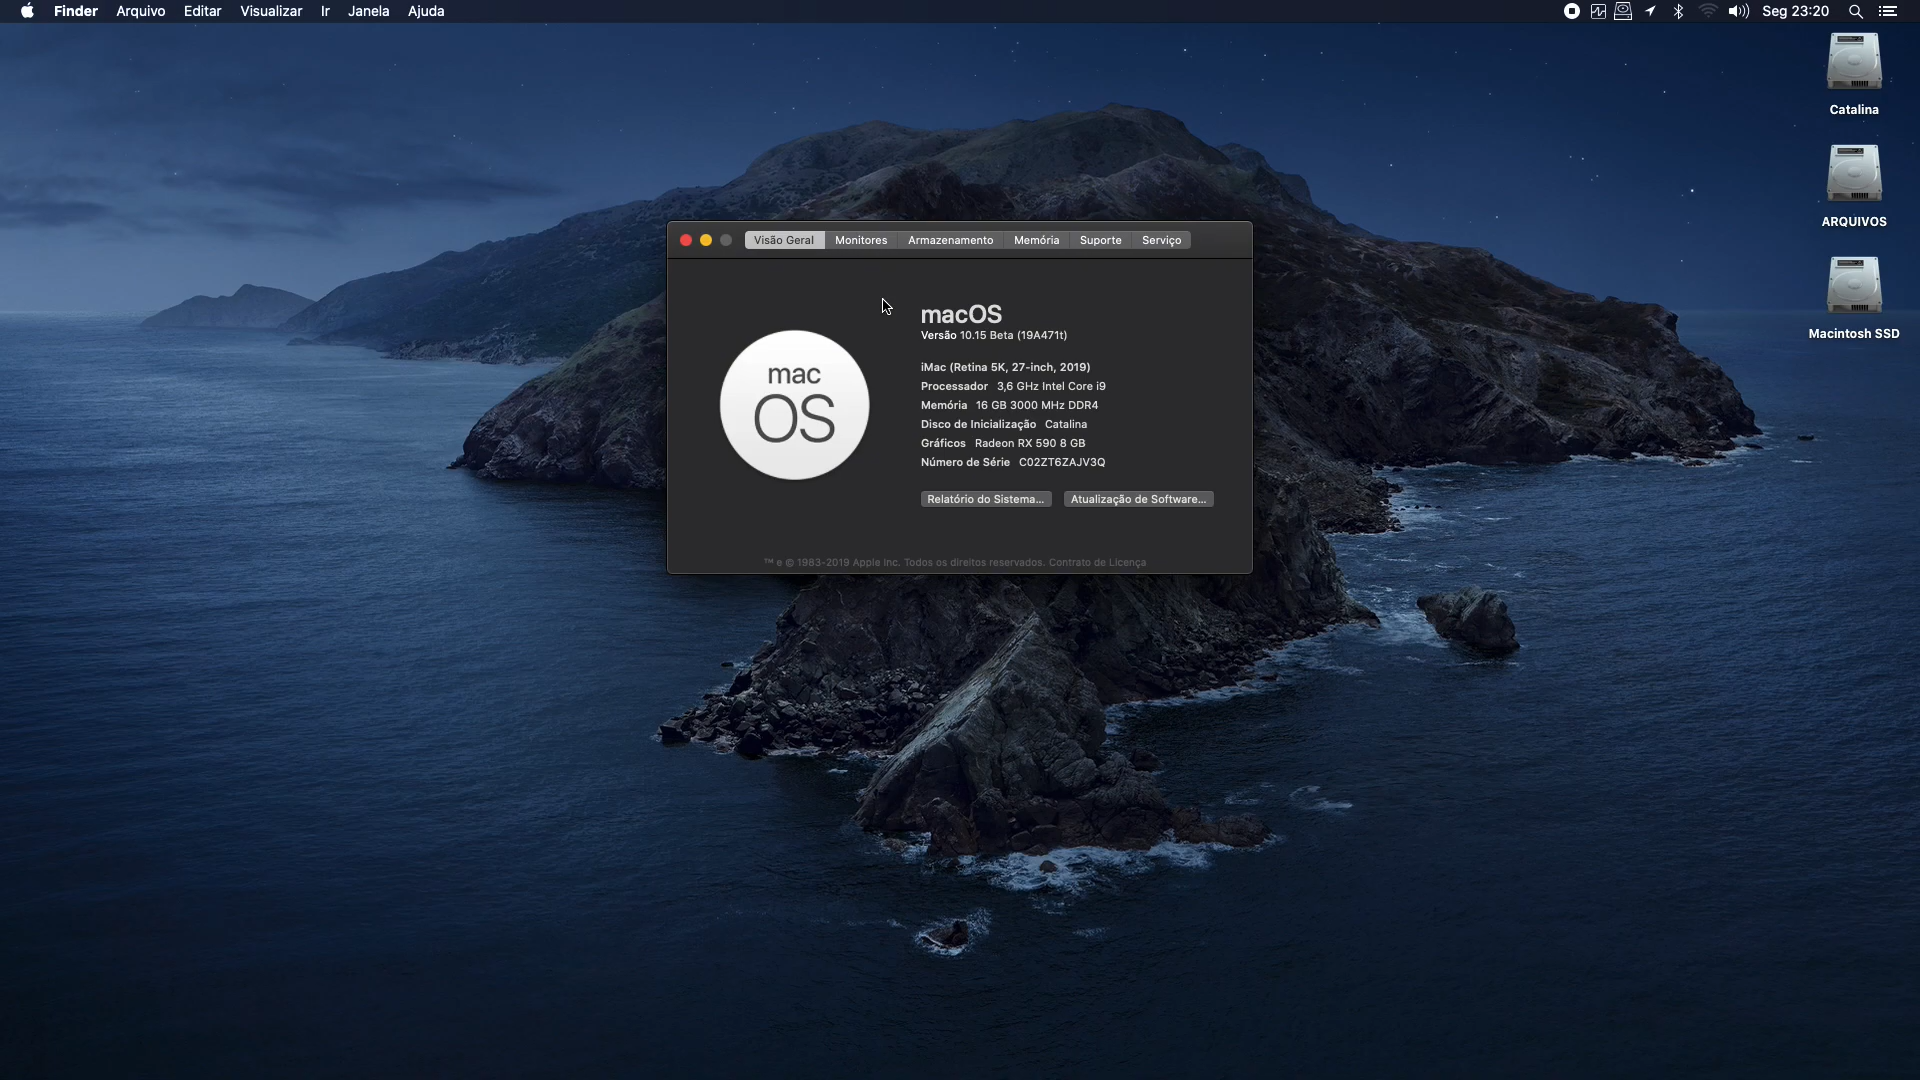 Finder Arquivo Editar Visualizar Ir Janela Ajuda Seg 23:20
Catalina
ARQUIVOS
Macintosh SSD
Visão Geral Monitores Armazenamento Memória Suporte Serviço
mac
OS
macOS
Versão 10.15 Beta (19A471t)
iMac (Retina 5K, 27-inch, 2019)
Processador 3,6 GHz Intel Core i9
Memória 16 GB 3000 MHz DDR4
Disco de Inicialização Catalina
Gráficos Radeon RX 590 8 GB
Número de Série C02ZT6ZAJV3Q
Relatório do Sistema... Atualização de Software...
™ e © 1983-2019 Apple Inc. Todos os direitos reservados. Contrato de Licença